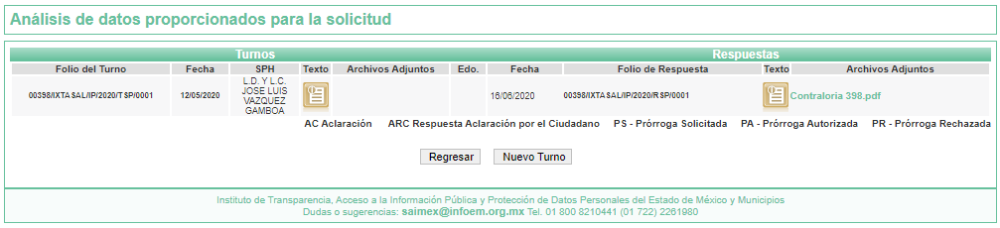 Análisis de datos proporcionados para la solicitud
Turnos Respuestas
Folio del Turno Fecha SPH Texto Archivos Adjuntos Edo. Fecha Folio de Respuesta Texto Archivos Adjuntos
00398/IXTASAL/IP/2020/TSP/0001 12/05/2020 L.D. Y L.C. JOSE LUIS VAZQUEZ GAMBOA 16/06/2020 00398/IXTASAL/IP/2020/RSP/0001 Contraloria 398.pdf
AC Aclaración ARC Respuesta Aclaración por el Ciudadano PS - Prórroga Solicitada PA - Prórroga Autorizada PR - Prórroga Rechazada
Regresar Nuevo Turno
Instituto de Transparencia, Acceso a la Información Pública y Protección de Datos Personales del Estado de México y Municipios
Dudas o sugerencias: saimex@infoem.org.mx Tel. 01 800 8210441 (01 722) 2261980